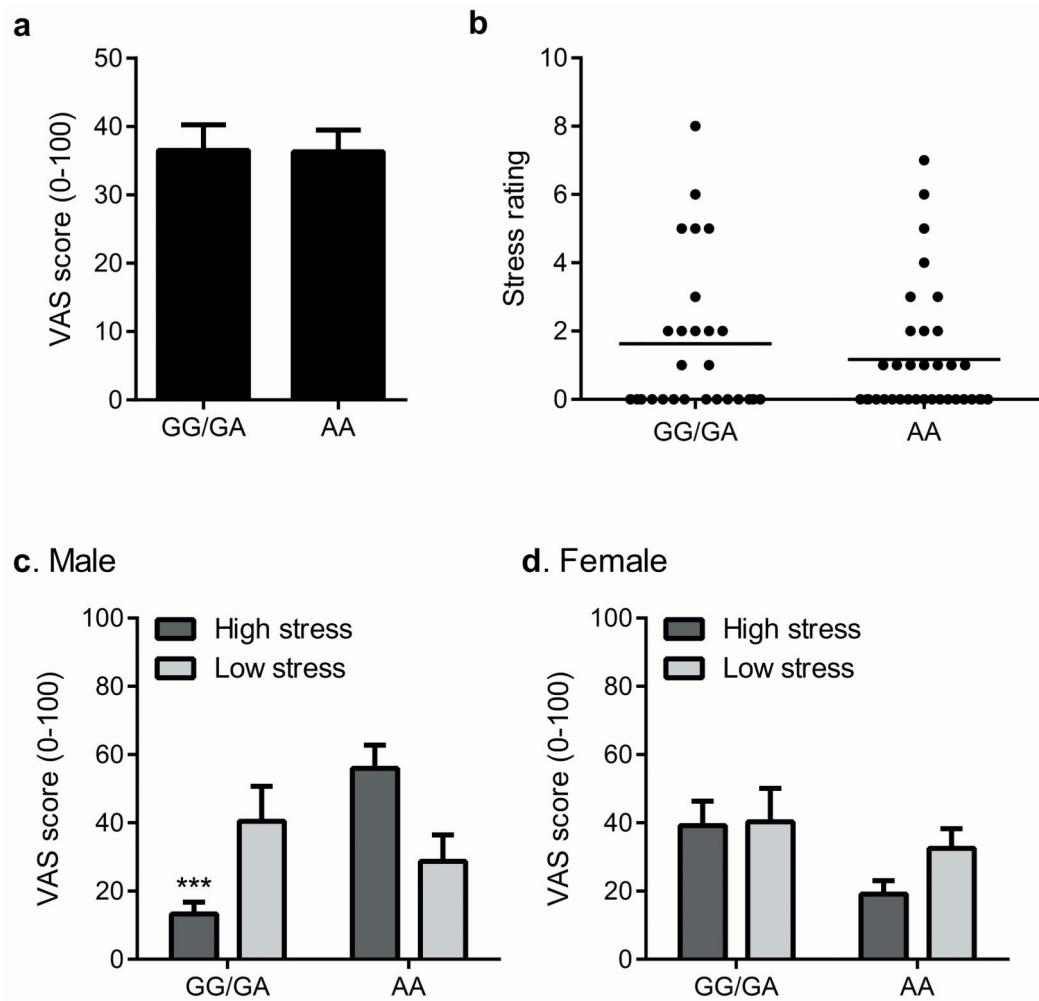 a
50
40
30
20
10
0
VAS score (0-100)
GG/GA AA
b
10
8
6
4
2
0
Stress rating
GG/GA AA
c. Male
High stress
Low stress
100
80
60
40
20
0
VAS score (0-100)
***
GG/GA AA
d. Female
High stress
Low stress
100
80
60
40
20
0
VAS score (0-100)
GG/GA AA